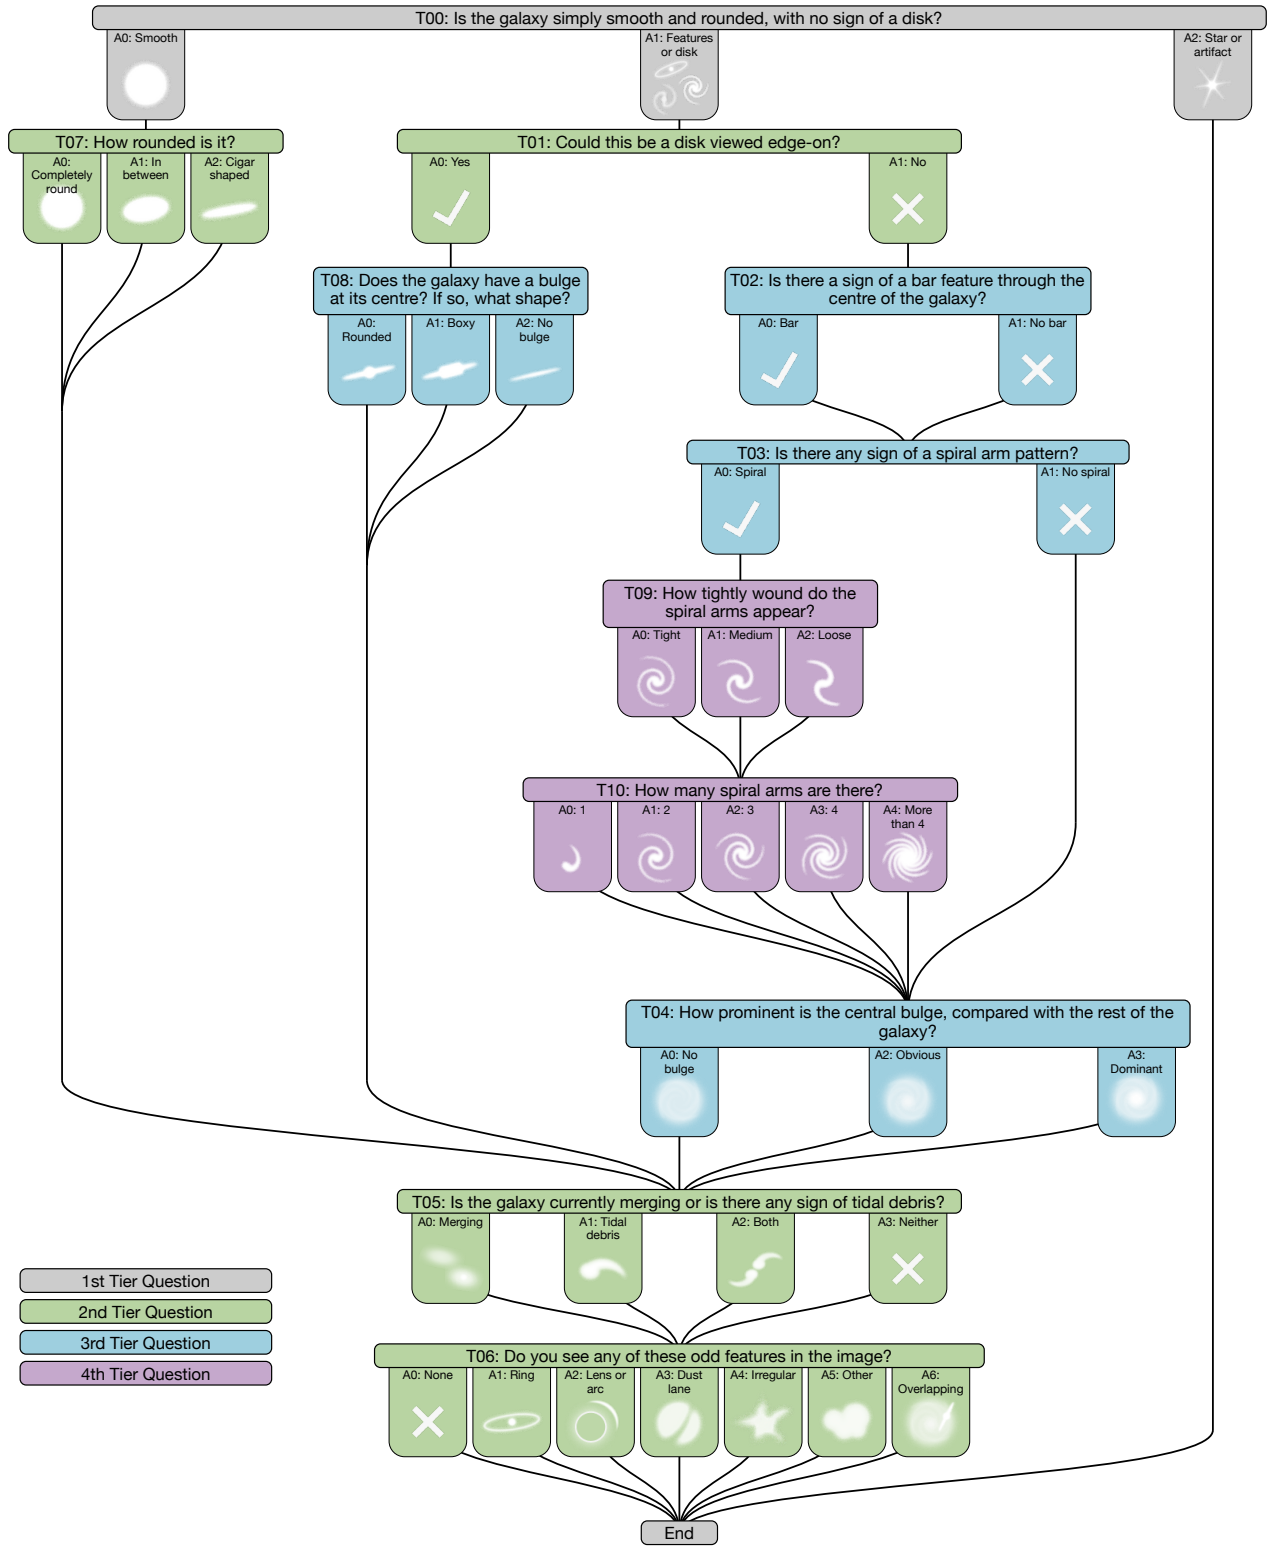 T00: Is the galaxy simply smooth and rounded, with no sign of a disk?
A0: Smooth
A1: Features
or disk
A2: Star or
artifact
T07: How rounded is it?
A0:
Completely
round
A1: In
between
A2: Cigar
shaped
T01: Could this be a disk viewed edge-on?
A0: Yes
A1: No
T08: Does the galaxy have a bulge
at its centre? If so, what shape?
A0:
Rounded
A1: Boxy
A2: No
bulge
T02: Is there a sign of a bar feature through the
centre of the galaxy?
A0: Bar
A1: No bar
T03: Is there any sign of a spiral arm pattern?
A0: Spiral
A1: No spiral
T09: How tightly wound do the
spiral arms appear?
A0: Tight
A1: Medium
A2: Loose
T10: How many spiral arms are there?
A0: 1
A1: 2
A2: 3
A3: 4
A4: More
than 4
T04: How prominent is the central bulge, compared with the rest of the
galaxy?
A0: No
bulge
A2: Obvious
A3:
Dominant
T05: Is the galaxy currently merging or is there any sign of tidal debris?
A0: Merging
A1: Tidal
debris
A2: Both
A3: Neither
T06: Do you see any of these odd features in the image?
A0: None
A1: Ring
A2: Lens or
arc
A3: Dust
lane
A4: Irregular
A5: Other
A6:
Overlapping
End
1st Tier Question
2nd Tier Question
3rd Tier Question
4th Tier Question